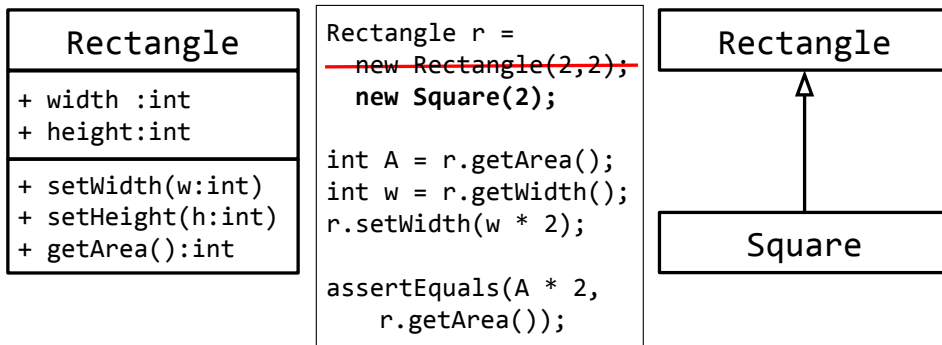 Rectangle
+ width :int
+ height:int
+ setWidth(w:int)
+ setHeight(h:int)
+ getArea():int
Rectangle r =
new Rectangle(2,2);
new Square(2);
int A = r.getArea();
int w = r.getWidth();
r.setWidth(w * 2);
assertEquals(A * 2,
r.getArea());
Rectangle
Square